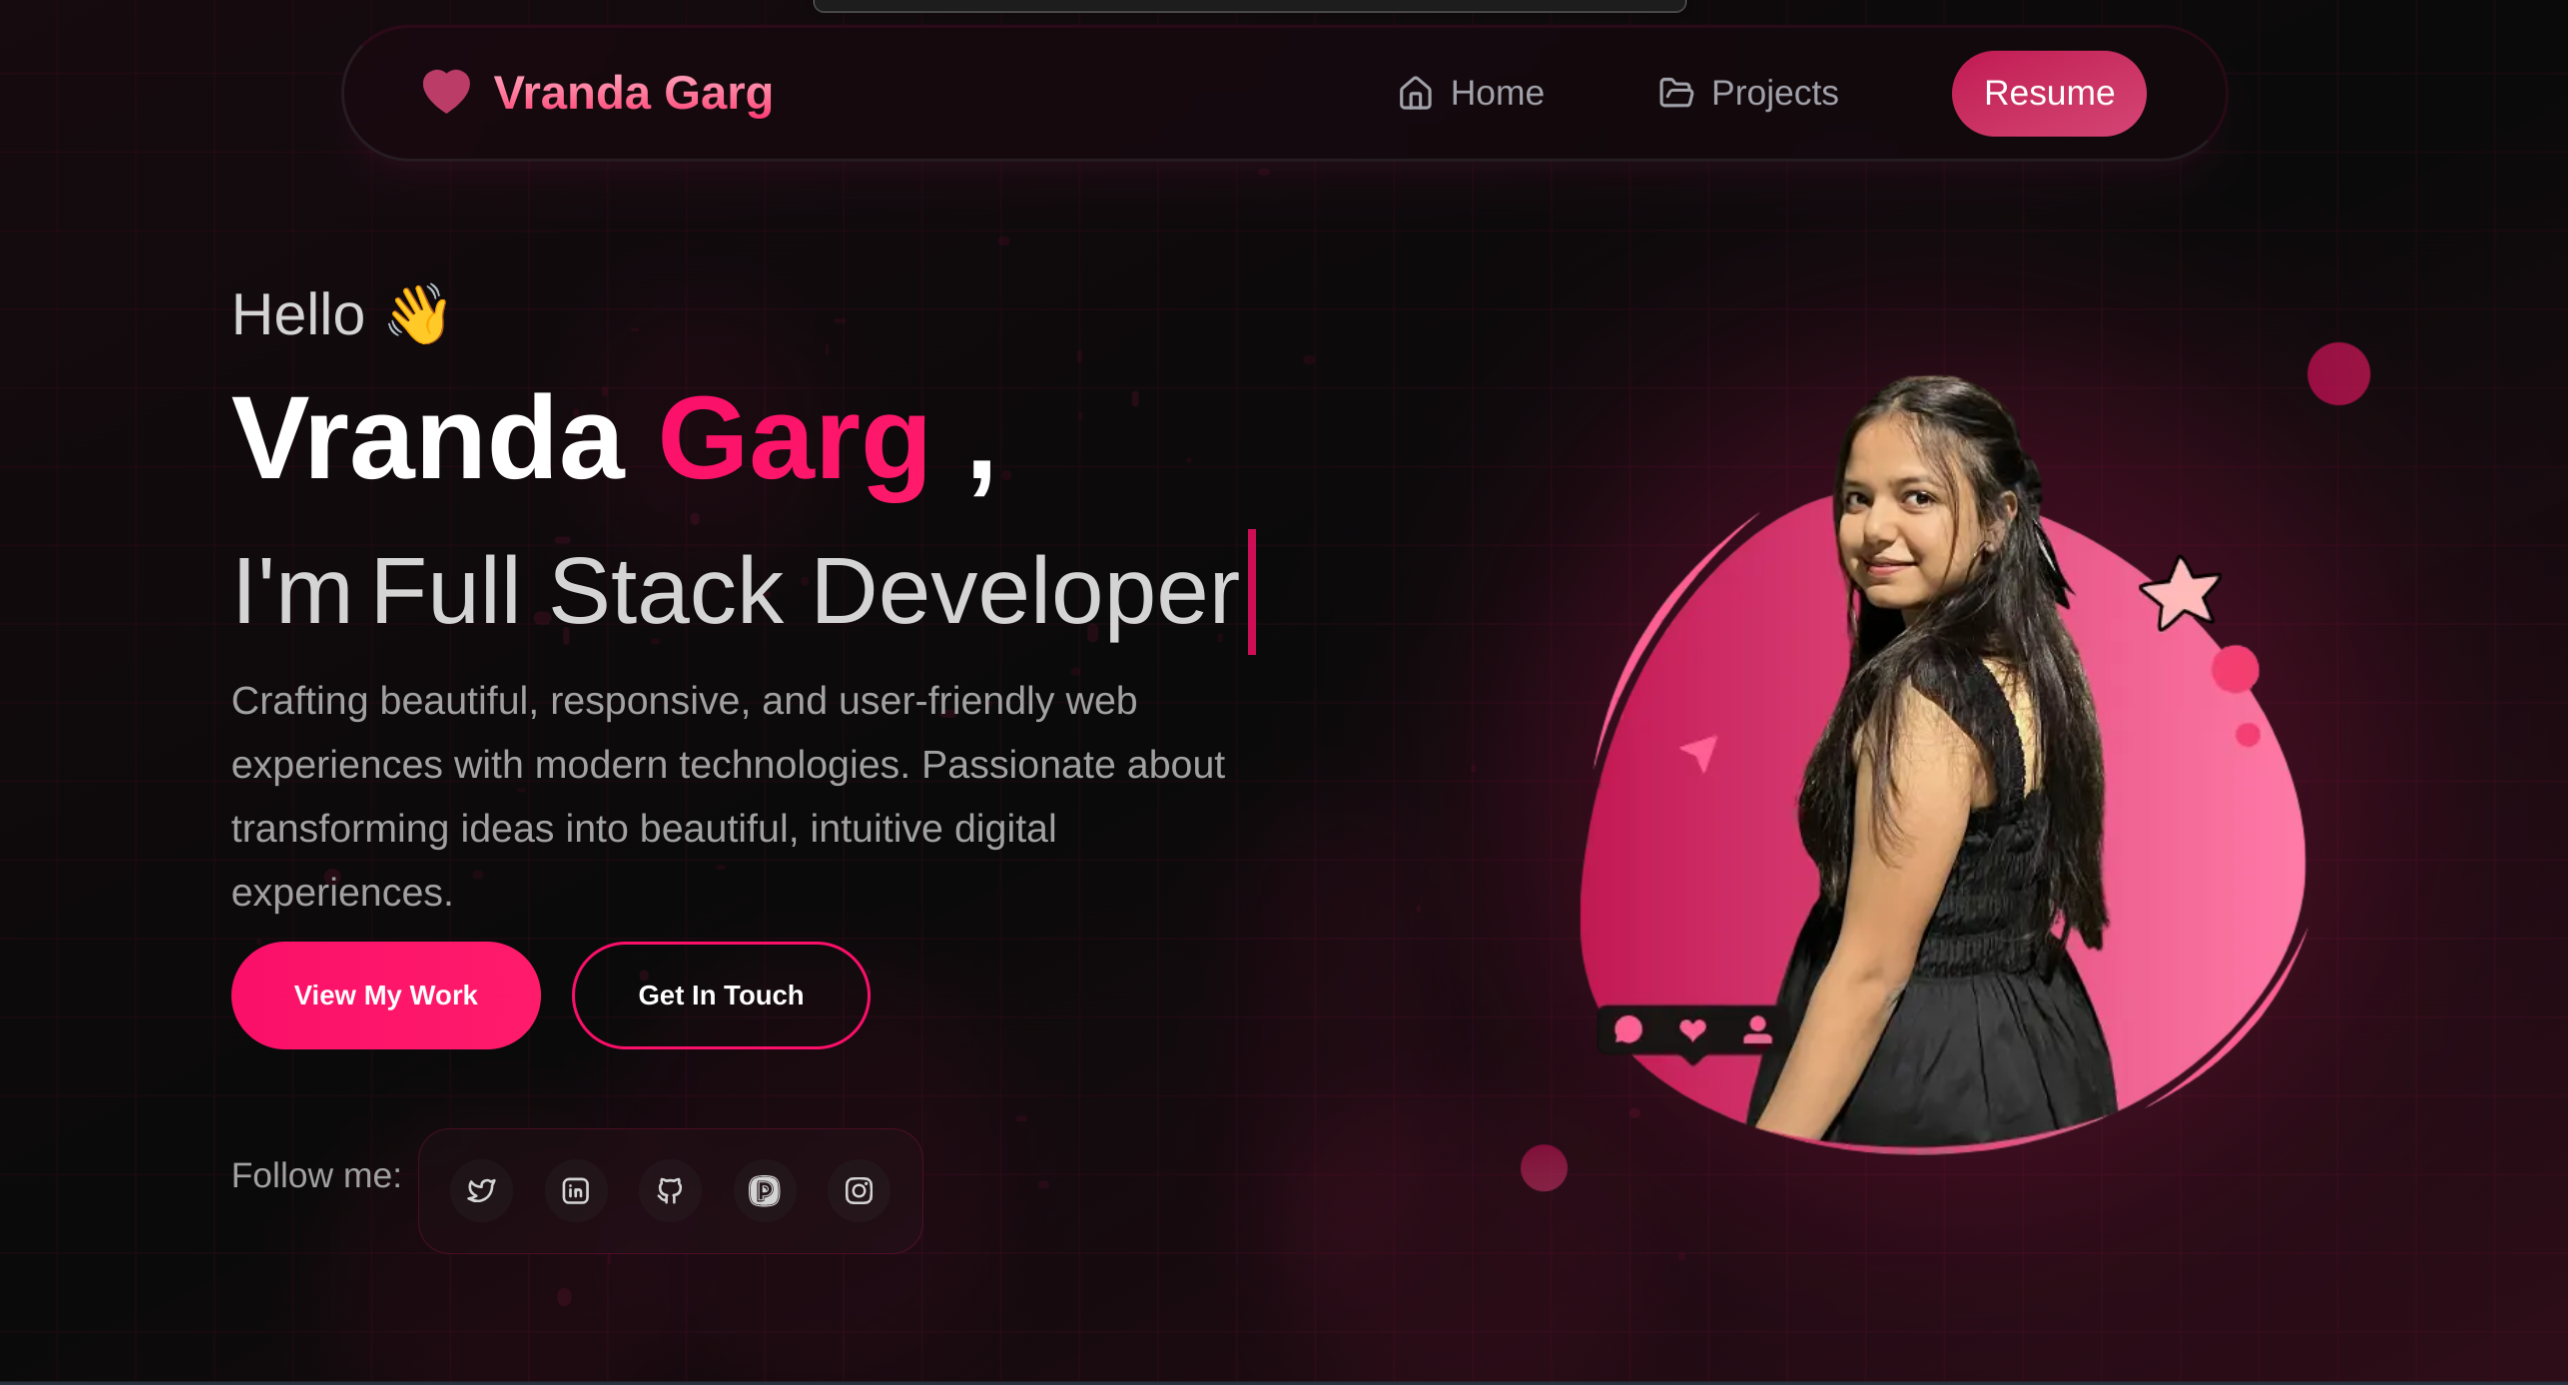 Vranda Garg
Home
Projects
Resume
Hello 👋
Vranda Garg ,
I'm Full Stack Developer
Crafting beautiful, responsive, and user-friendly web
experiences with modern technologies. Passionate about
transforming ideas into beautiful, intuitive digital
experiences.
View My Work
Get In Touch
Follow me: